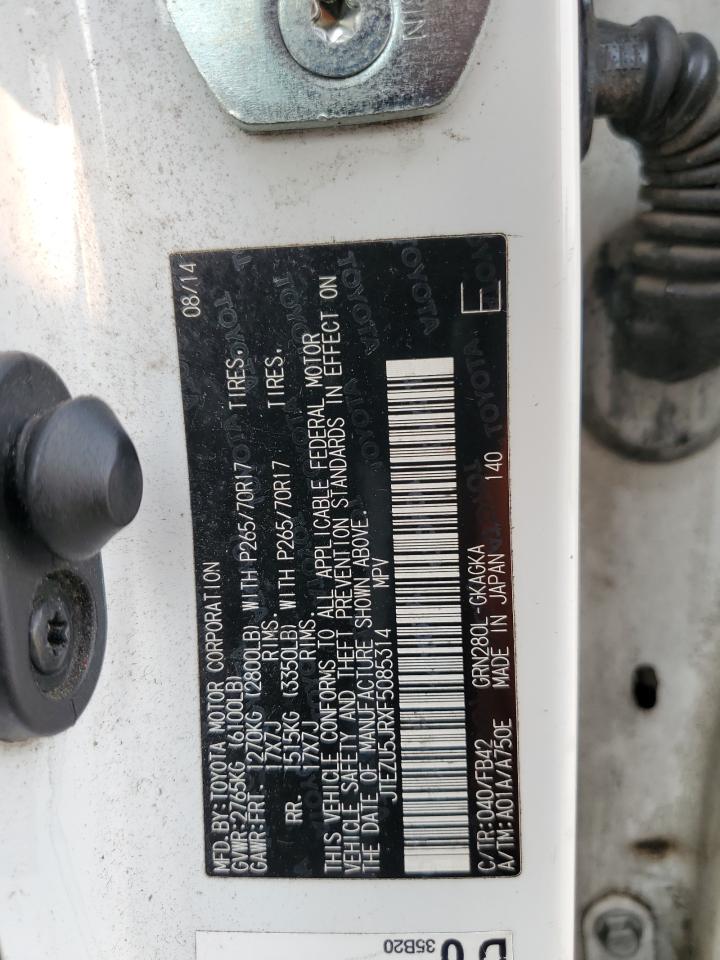 MFD.BY:TOYOTA MOTOR CORPORATION 08/14
GVWR:2765KG (6100LB)
GAWR:FRT. 1270KG (2800LB) WITH P265/70R17 TIRES.
17X7J RIMS.
RR. 1515KG (3350LB) WITH P265/70R17 TIRES.
17X7J RIMS.
THIS VEHICLE CONFORMS TO ALL APPLICABLE FEDERAL MOTOR
VEHICLE SAFETY AND THEFT PREVENTION STANDARDS IN EFFECT ON
THE DATE OF MANUFACTURE SHOWN ABOVE.
JTEZU5JRXF5085314 MPV
C/TR:040/FB42 GRN280L-GKAGKA
A/TM:A01A/A750E MADE IN JAPAN 140
TOYOTA
35B20